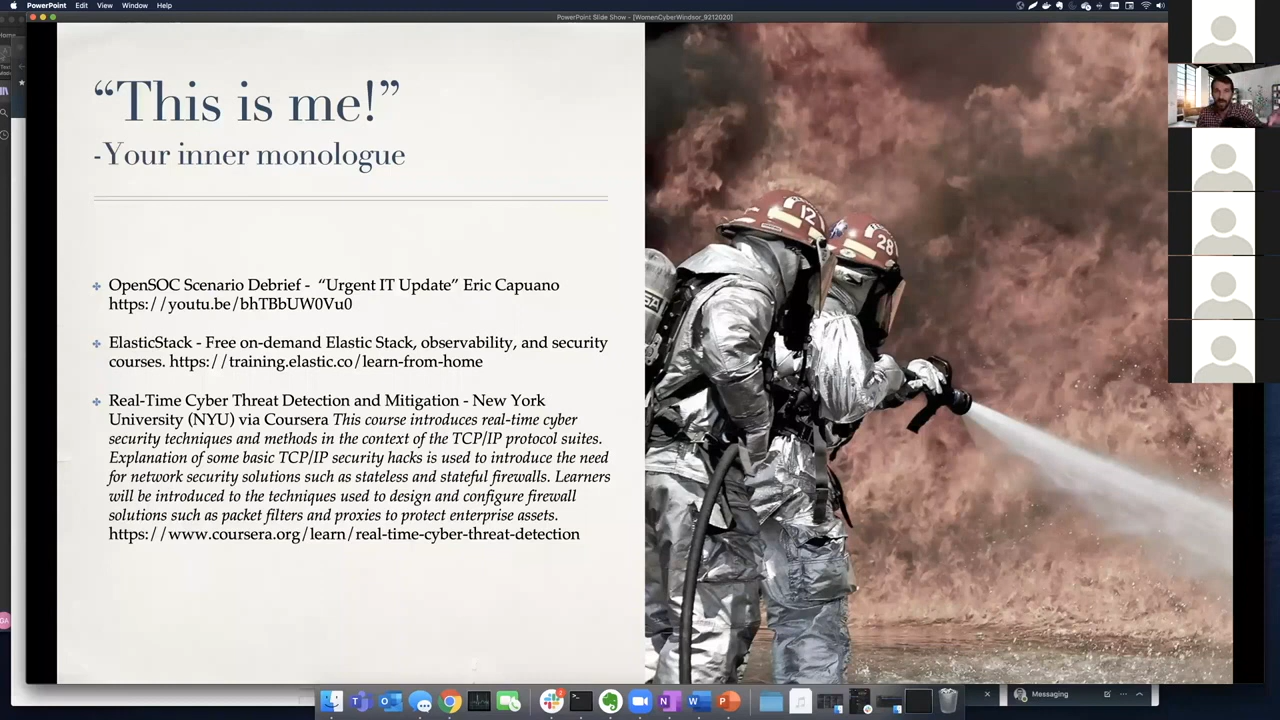 PowerPoint Edit View Window Help
PowerPoint Slide Show - [WomenCyberWindsor_9212020]
“This is me!”
-Your inner monologue
OpenSOC Scenario Debrief - “Urgent IT Update” Eric Capuano
https://youtu.be/bhTBbUW0Vu0
ElasticStack - Free on-demand Elastic Stack, observability, and security
courses. https://training.elastic.co/learn-from-home
Real-Time Cyber Threat Detection and Mitigation - New York
University (NYU) via Coursera This course introduces real-time cyber
security techniques and methods in the context of the TCP/IP protocol suites.
Explanation of some basic TCP/IP security hacks is used to introduce the need
for network security solutions such as stateless and stateful firewalls. Learners
will be introduced to the techniques used to design and configure firewall
solutions such as packet filters and proxies to protect enterprise assets.
https://www.coursera.org/learn/real-time-cyber-threat-detection
12
28
Messaging